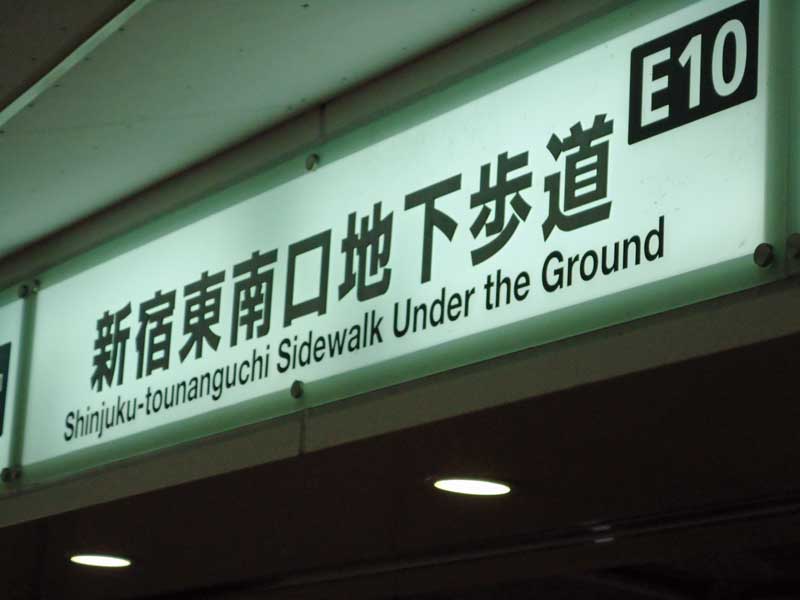 E10
新宿東南口地下歩道
Shinjuku-tounanguchi Sidewalk Under the Ground